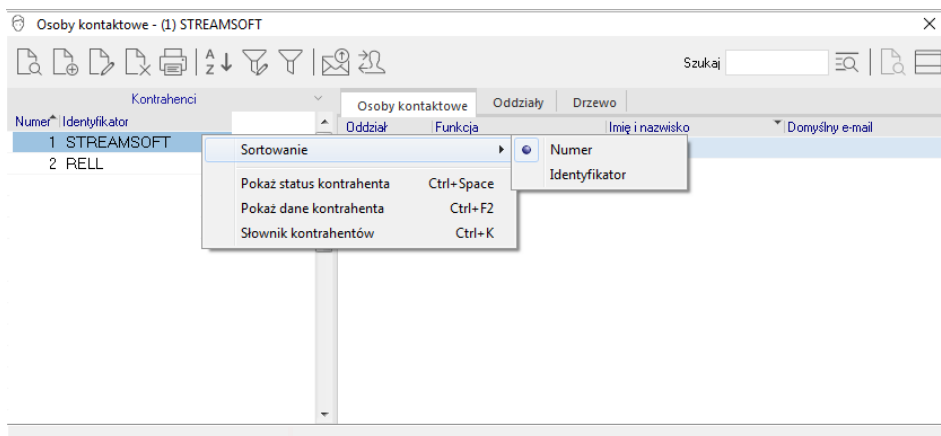 Osoby kontaktowe - (1) STREAMSOFT
Szukaj
Kontrahenci
Osoby kontaktowe Oddziały Drzewo
Numer Identyfikator
Oddział Funkcja Imię i nazwisko Domyślny e-mail
1 STREAMSOFT
2 RELL
Sortowanie
Pokaż status kontrahenta Ctrl+Space
Pokaż dane kontrahenta Ctrl+F2
Słownik kontrahentów Ctrl+K
Numer
Identyfikator